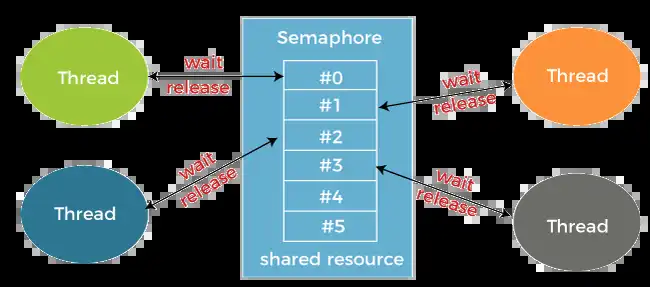 Semaphore
Thread
wait
release
#0
#1
#2
#3
#4
#5
wait
release
Thread
Thread
wait
release
wait
release
Thread
shared resource